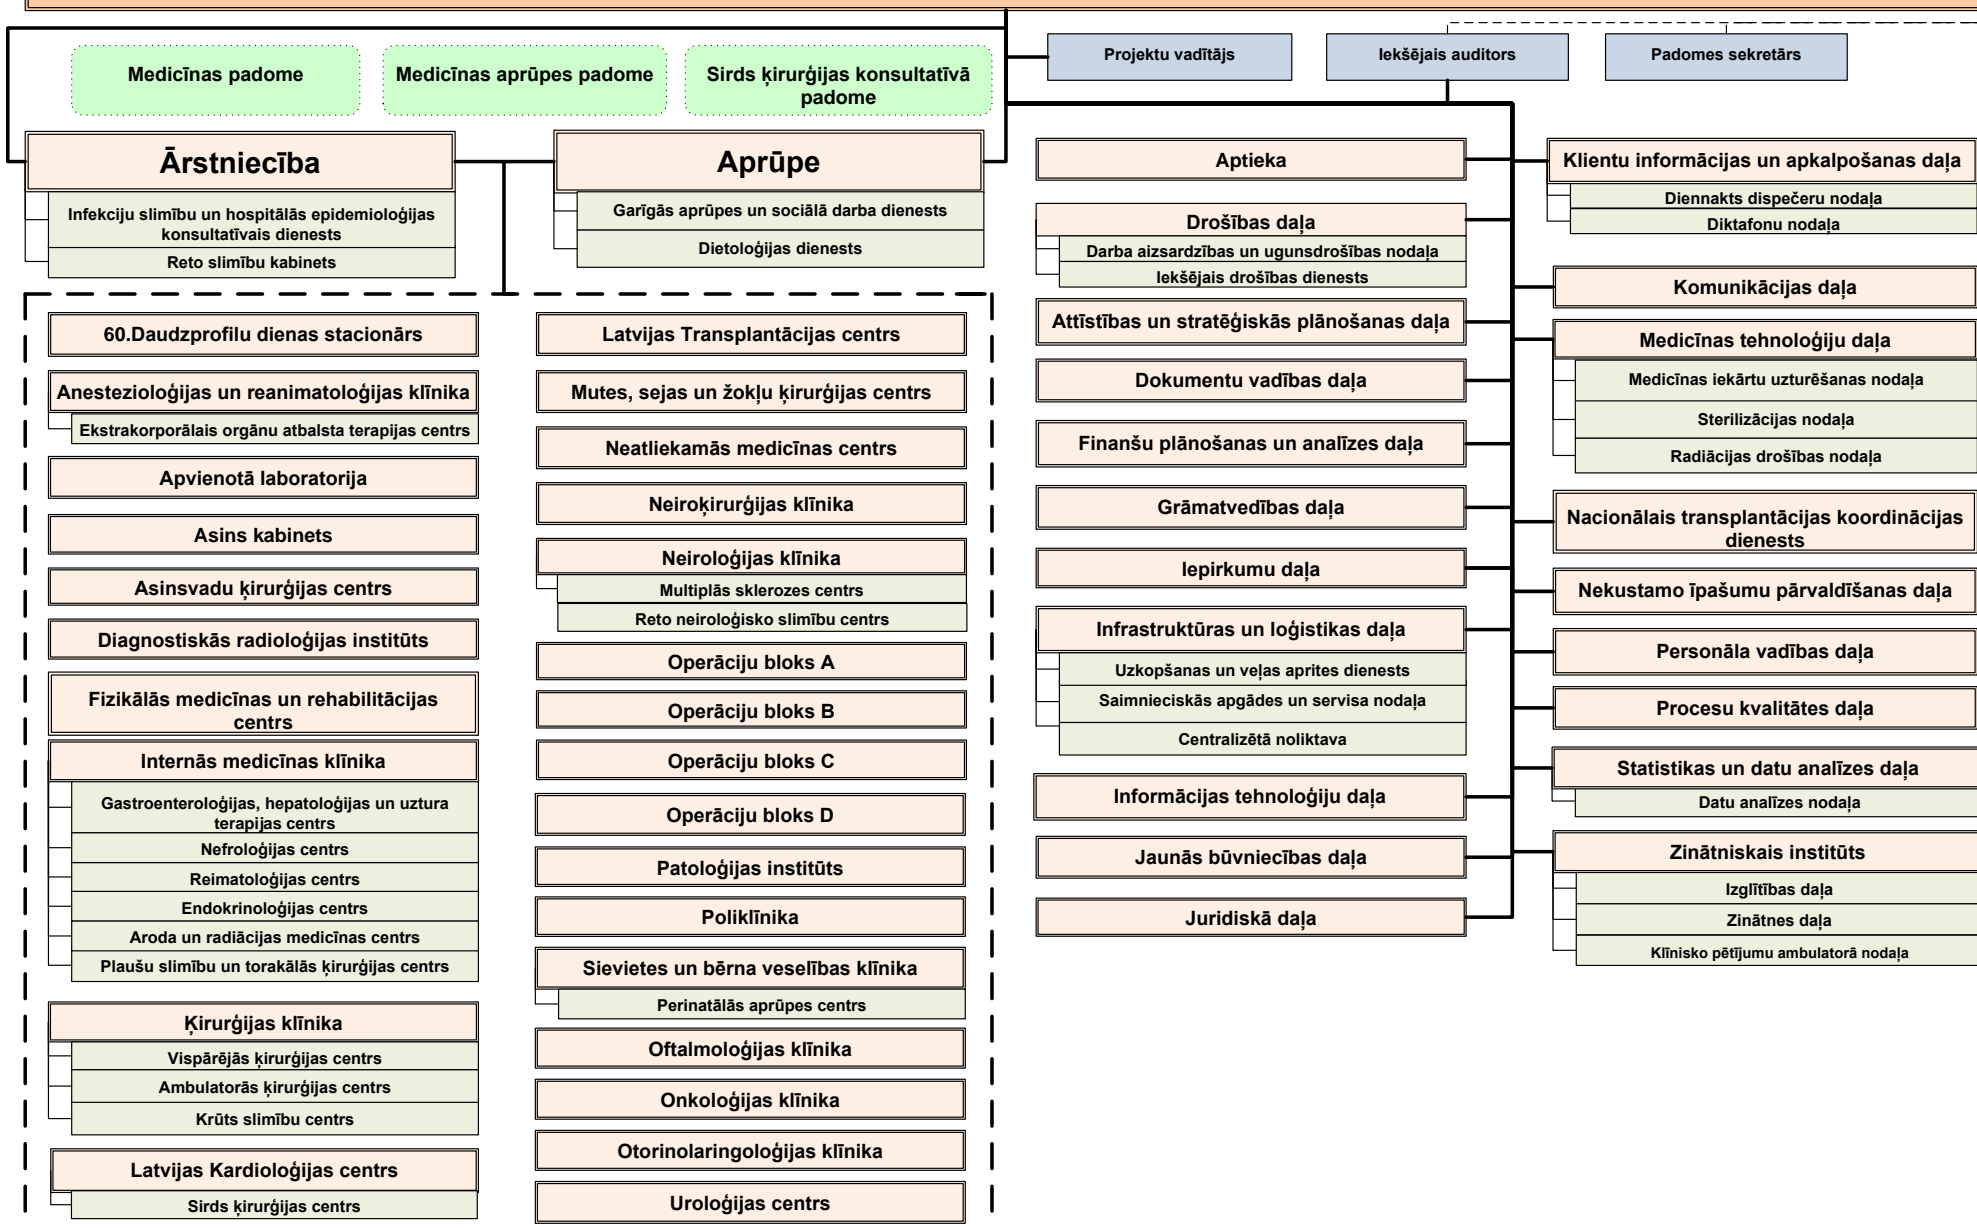 Projektu vadītājs
Iekšējais auditors
Padomes sekretārs
Medicīnas padome
Medicīnas aprūpes padome
Sirds ķirurģijas konsultatīvā
padome
Ārstniecība
Infekciju slimību un hospitālās epidemioloģijas
konsultatīvais dienests
Reto slimību kabinets
Aprūpe
Garīgās aprūpes un sociālā darba dienests
Dietoloģijas dienests
60.Daudzprofilu dienas stacionārs
Anestezioloģijas un reanimatoloģijas klīnika
Ekstrakorporālais orgānu atbalsta terapijas centrs
Apvienotā laboratorija
Asins kabinets
Asinsvadu ķirurģijas centrs
Diagnostiskās radioloģijas institūts
Fizikālās medicīnas un rehabilitācijas
centrs
Internās medicīnas klīnika
Gastroenteroloģijas, hepatoloģijas un uztura
terapijas centrs
Nefroloģijas centrs
Reimatoloģijas centrs
Endokrinoloģijas centrs
Aroda un radiācijas medicīnas centrs
Plaušu slimību un torakālās ķirurģijas centrs
Ķirurģijas klīnika
Vispārējās ķirurģijas centrs
Ambulatorās ķirurģijas centrs
Krūts slimību centrs
Latvijas Kardioloģijas centrs
Sirds ķirurģijas centrs
Latvijas Transplantācijas centrs
Mutes, sejas un žokļu ķirurģijas centrs
Neatliekamās medicīnas centrs
Neiroķirurģijas klīnika
Neiroloģijas klīnika
Multiplās sklerozes centrs
Reto neiroloģisko slimību centrs
Operāciju bloks A
Operāciju bloks B
Operāciju bloks C
Operāciju bloks D
Patoloģijas institūts
Poliklīnika
Sievietes un bērna veselības klīnika
Perinatālās aprūpes centrs
Oftalmoloģijas klīnika
Onkoloģijas klīnika
Otorinolaringoloģijas klīnika
Uroloģijas centrs
Aptieka
Drošības daļa
Darba aizsardzības un ugunsdrošības nodaļa
Iekšējais drošības dienests
Attīstības un stratēģiskās plānošanas daļa
Dokumentu vadības daļa
Finanšu plānošanas un analīzes daļa
Grāmatvedības daļa
Iepirkumu daļa
Infrastruktūras un loģistikas daļa
Uzkopšanas un veļas aprites dienests
Saimnieciskās apgādes un servisa nodaļa
Centralizētā noliktava
Informācijas tehnoloģiju daļa
Jaunās būvniecības daļa
Juridiskā daļa
Klientu informācijas un apkalpošanas daļa
Diennakts dispečeru nodaļa
Diktafonu nodaļa
Komunikācijas daļa
Medicīnas tehnoloģiju daļa
Medicīnas iekārtu uzturēšanas nodaļa
Sterilizācijas nodaļa
Radiācijas drošības nodaļa
Nacionālais transplantācijas koordinācijas
dienests
Nekustamo īpašumu pārvaldīšanas daļa
Personāla vadības daļa
Procesu kvalitātes daļa
Statistikas un datu analīzes daļa
Datu analīzes nodaļa
Zinātniskais institūts
Izglītības daļa
Zinātnes daļa
Klīnisko pētījumu ambulatorā nodaļa